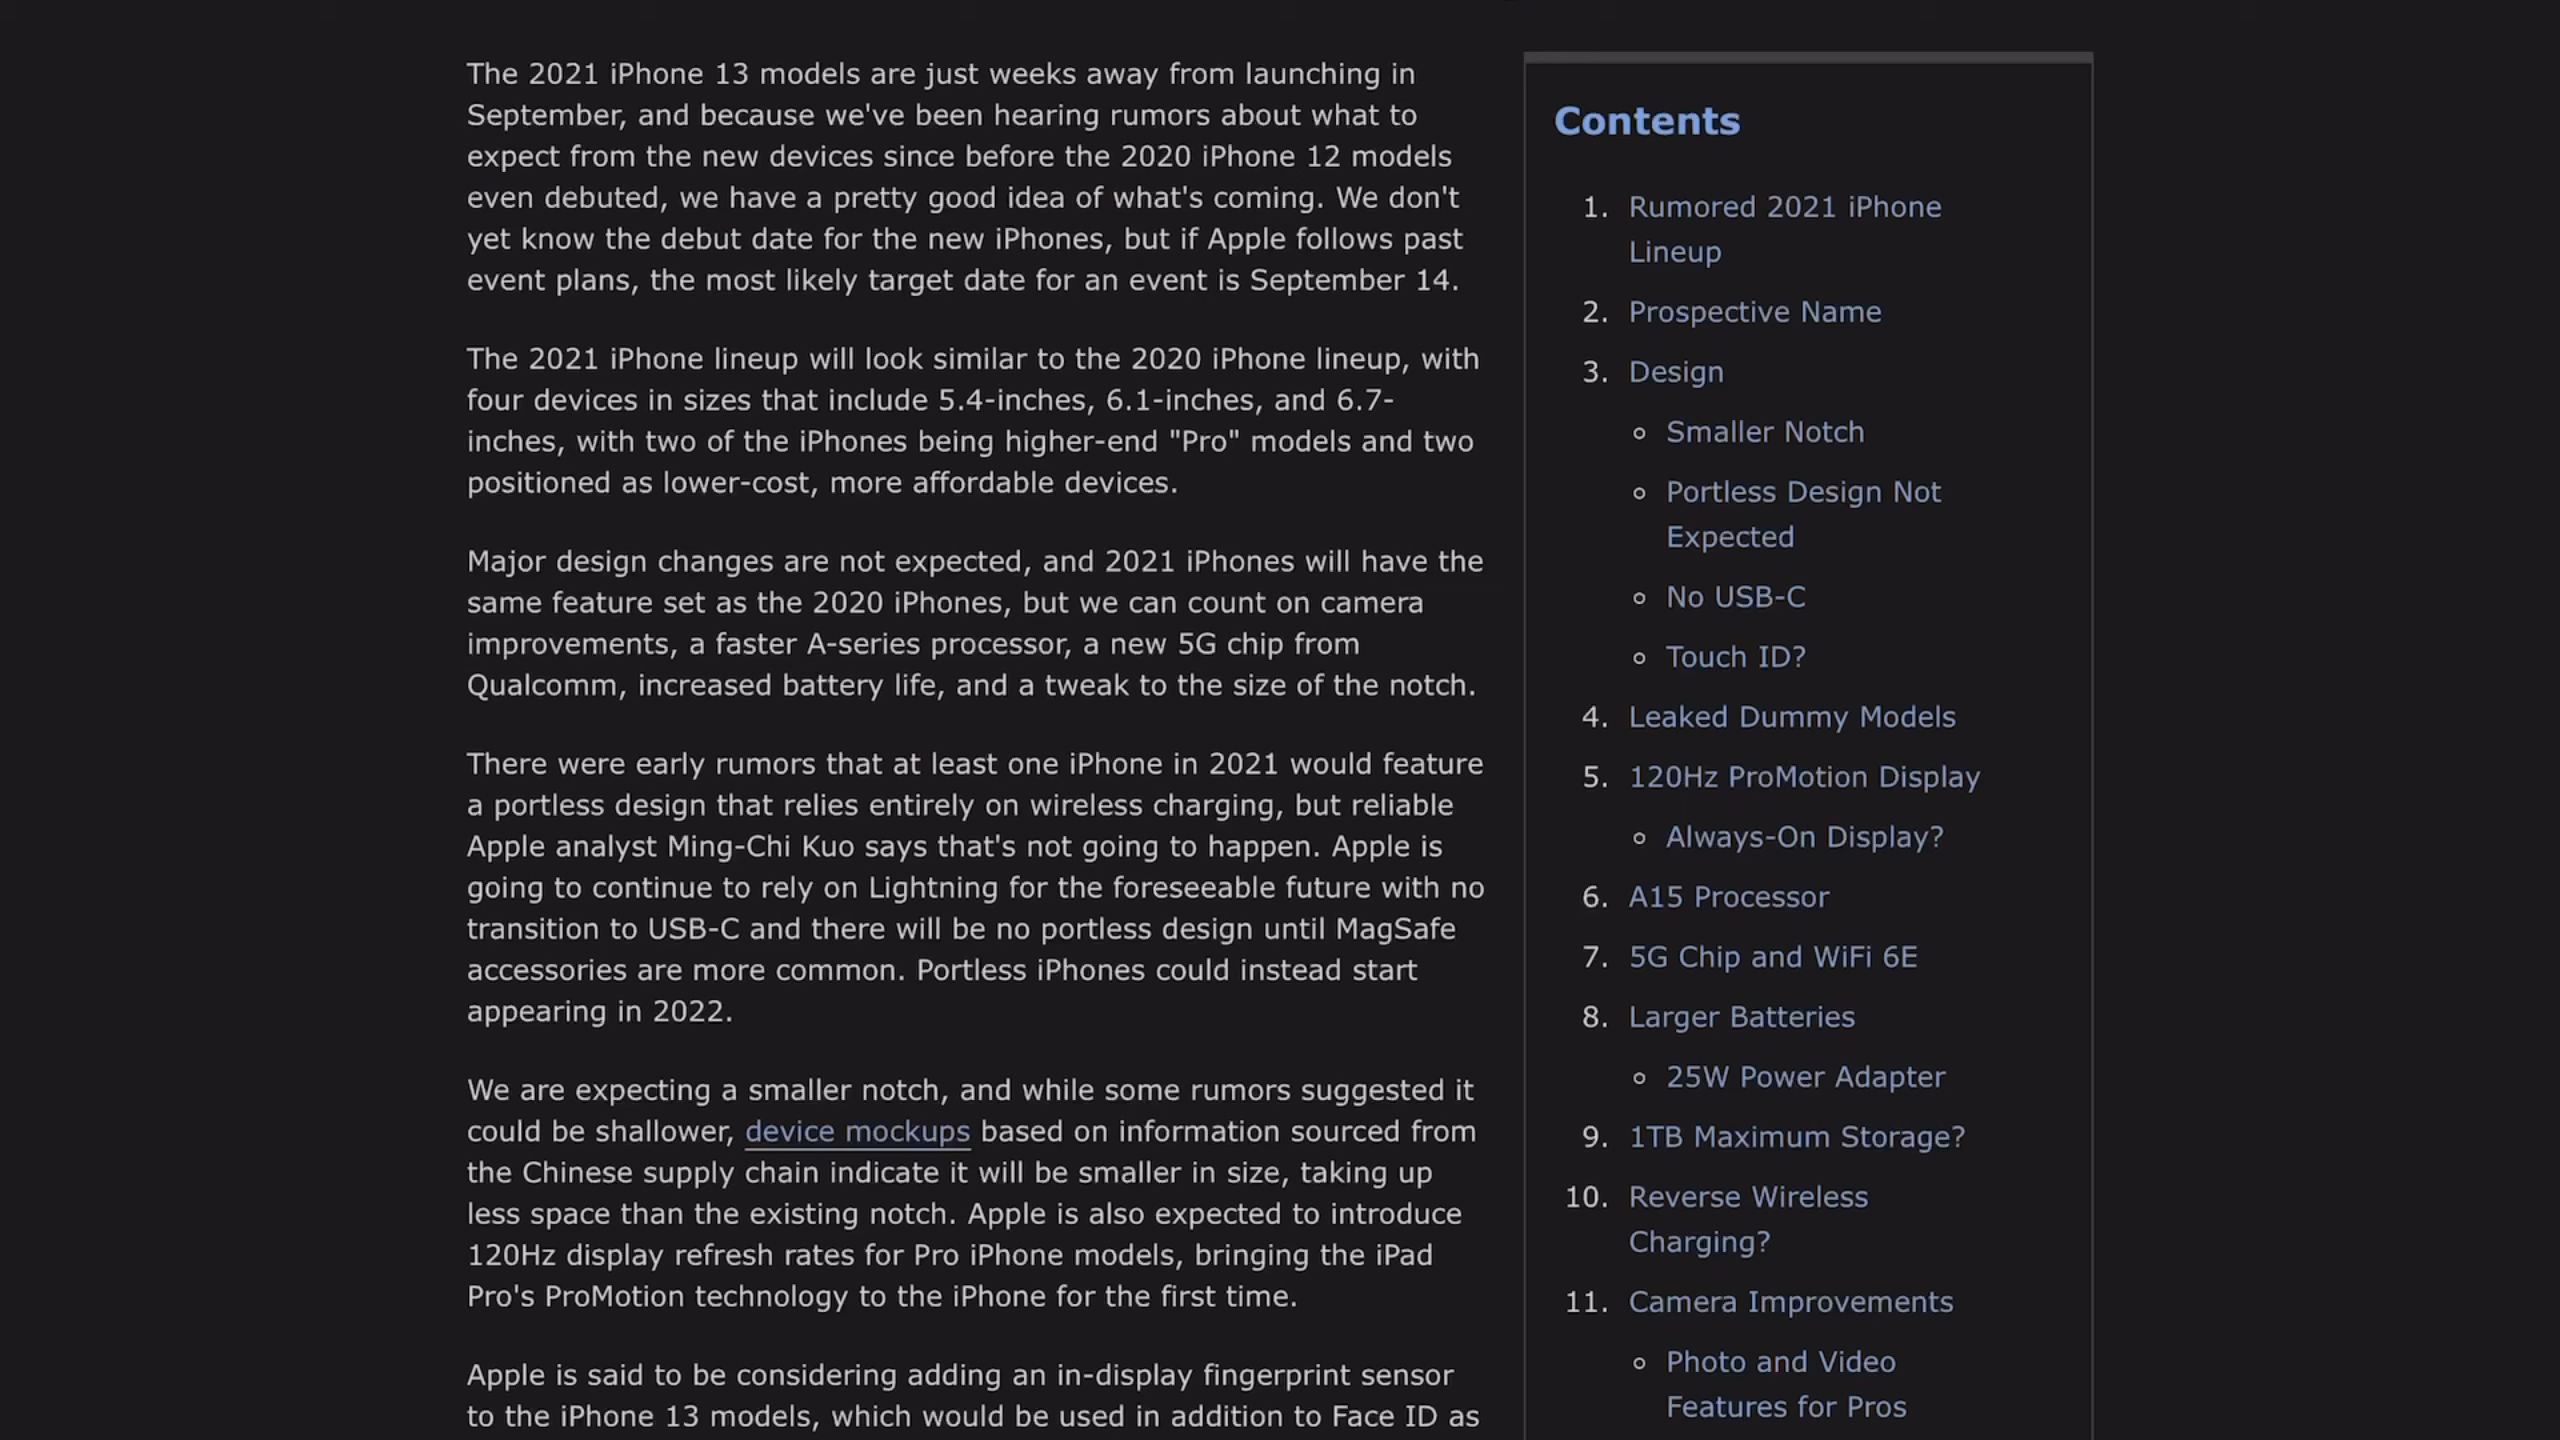 The 2021 iPhone 13 models are just weeks away from launching in
September, and because we've been hearing rumors about what to
expect from the new devices since before the 2020 iPhone 12 models
even debuted, we have a pretty good idea of what's coming. We don't
yet know the debut date for the new iPhones, but if Apple follows past
event plans, the most likely target date for an event is September 14.
The 2021 iPhone lineup will look similar to the 2020 iPhone lineup, with
four devices in sizes that include 5.4-inches, 6.1-inches, and 6.7-
inches, with two of the iPhones being higher-end "Pro" models and two
positioned as lower-cost, more affordable devices.
Major design changes are not expected, and 2021 iPhones will have the
same feature set as the 2020 iPhones, but we can count on camera
improvements, a faster A-series processor, a new 5G chip from
Qualcomm, increased battery life, and a tweak to the size of the notch.
There were early rumors that at least one iPhone in 2021 would feature
a portless design that relies entirely on wireless charging, but reliable
Apple analyst Ming-Chi Kuo says that's not going to happen. Apple is
going to continue to rely on Lightning for the foreseeable future with no
transition to USB-C and there will be no portless design until MagSafe
accessories are more common. Portless iPhones could instead start
appearing in 2022.
We are expecting a smaller notch, and while some rumors suggested it
could be shallower, device mockups based on information sourced from
the Chinese supply chain indicate it will be smaller in size, taking up
less space than the existing notch. Apple is also expected to introduce
120Hz display refresh rates for Pro iPhone models, bringing the iPad
Pro's ProMotion technology to the iPhone for the first time.
Apple is said to be considering adding an in-display fingerprint sensor
to the iPhone 13 models, which would be used in addition to Face ID as
Contents
1. Rumored 2021 iPhone
Lineup
2. Prospective Name
3. Design
Smaller Notch
Portless Design Not
Expected
No USB-C
Touch ID?
4. Leaked Dummy Models
5. 120Hz ProMotion Display
Always-On Display?
6. A15 Processor
7. 5G Chip and WiFi 6E
8. Larger Batteries
25W Power Adapter
9. 1TB Maximum Storage?
10. Reverse Wireless
Charging?
11. Camera Improvements
Photo and Video
Features for Pros